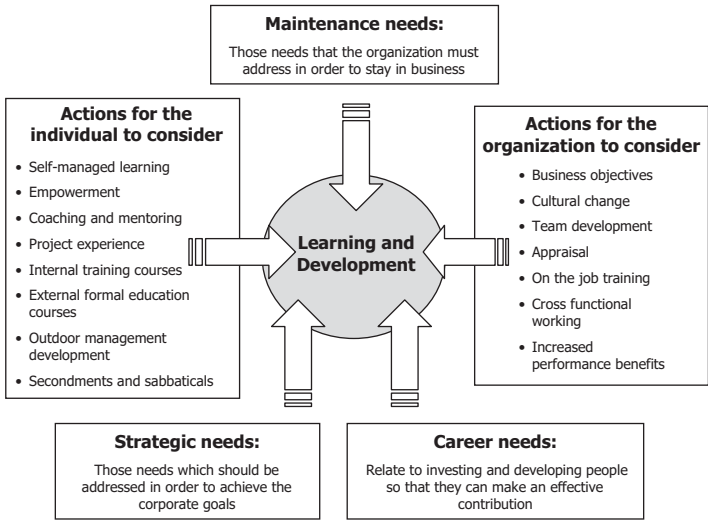 Maintenance needs:
Those needs that the organization must
address in order to stay in business
Actions for the
individual to consider
• Self-managed learning
• Empowerment
• Coaching and mentoring
• Project experience
• Internal training courses
• External formal education
courses
• Outdoor management
development
• Secondments and sabbaticals
Learning and
Development
Actions for the
organization to consider
• Business objectives
• Cultural change
• Team development
• Appraisal
• On the job training
• Cross functional
working
• Increased
performance benefits
Strategic needs:
Those needs which should be
addressed in order to achieve the
corporate goals
Career needs:
Relate to investing and developing people
so that they can make an effective
contribution